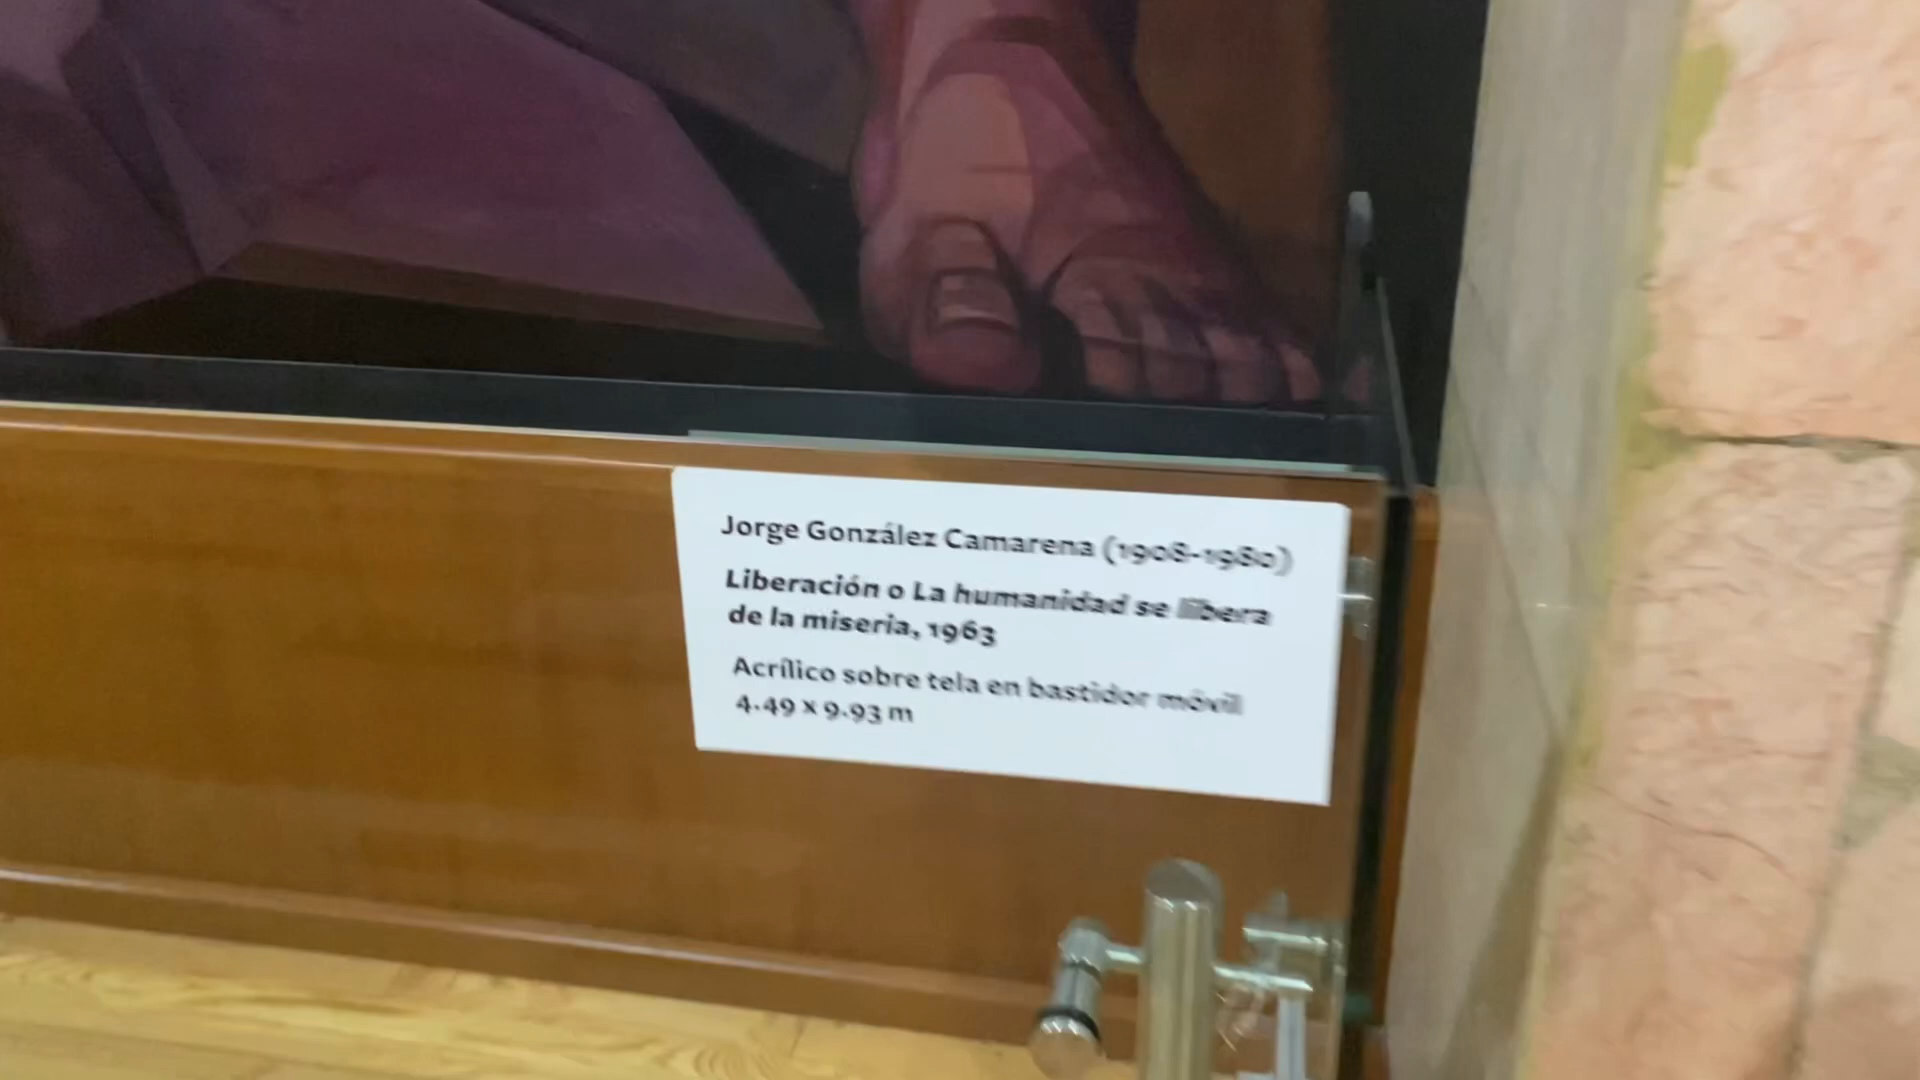 Jorge González Camarena (1908-1980)
Liberación o La humanidad se libera
de la miseria, 1963
Acrílico sobre tela en bastidor móvil
4.49 x 9.93 m